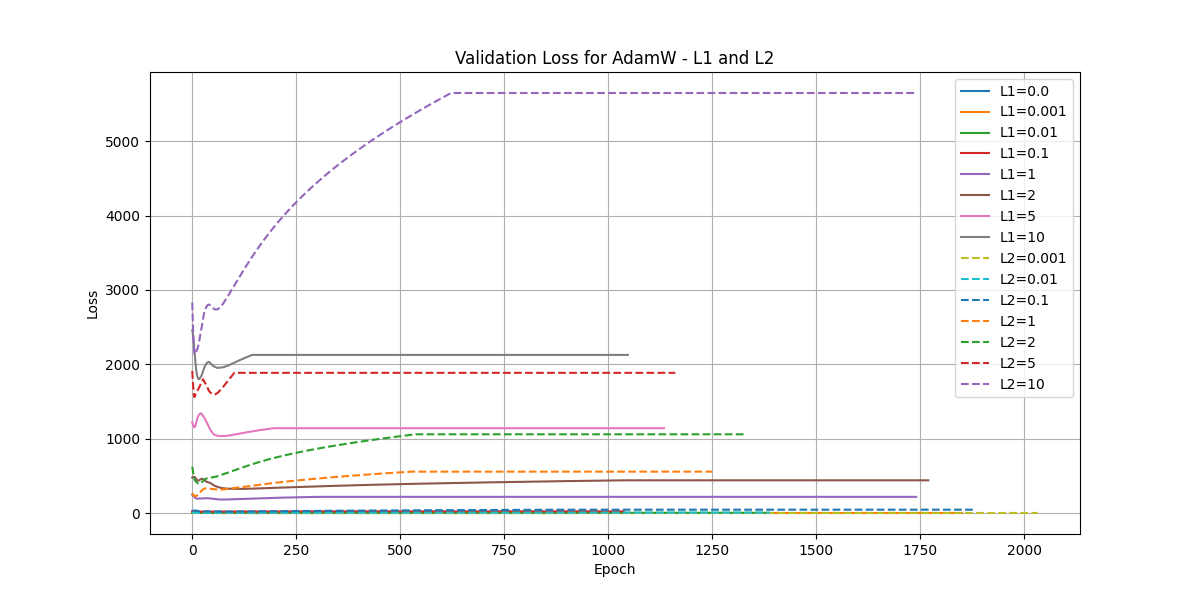 Validation Loss for AdamW - L1 and L2
Loss
5000
4000
3000
2000
1000
0
0
250
500
750
1000
1250
1500
1750
2000
Epoch
L1=0.0
L1=0.001
L1=0.01
L1=0.1
L1=1
L1=2
L1=5
L1=10
L2=0.001
L2=0.01
L2=0.1
L2=1
L2=2
L2=5
L2=10